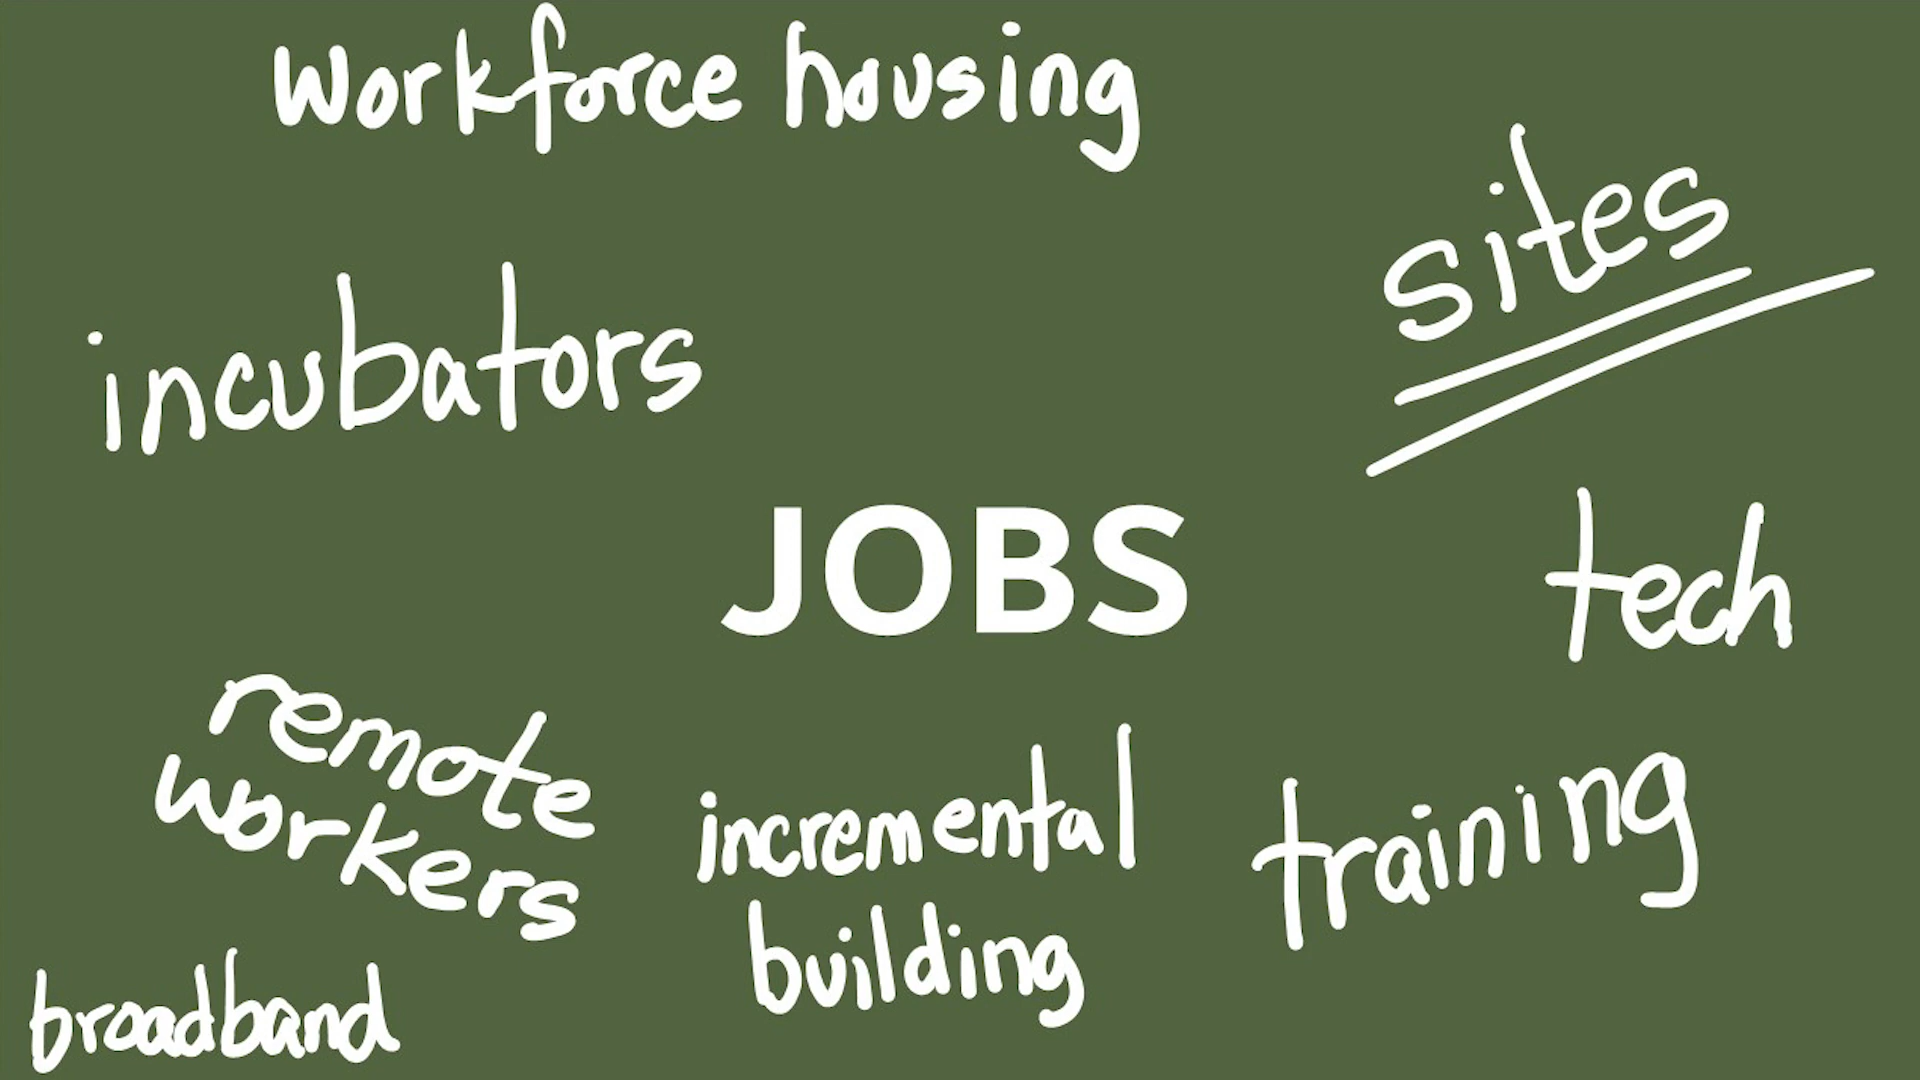 Workforce housing
sites
incubators
JOBS
tech
remote
workers
incremental
building
training
broadband